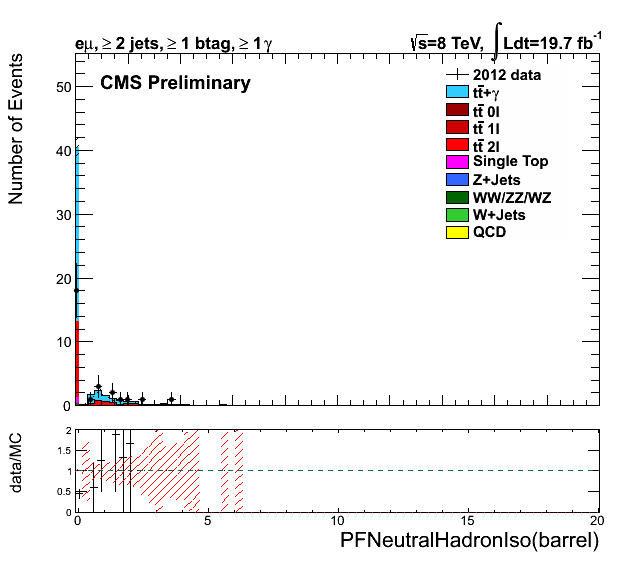 eμ, ≥ 2 jets, ≥ 1 btag, ≥ 1 γ
√s=8 TeV, ∫ Ldt=19.7 fb⁻¹
CMS Preliminary
2012 data
tt̄+γ
tt̄ 0l
tt̄ 1l
tt̄ 2l
Single Top
Z+Jets
WW/ZZ/WZ
W+Jets
QCD
Number of Events
50
40
30
20
10
0
data/MC
2
1.5
1
0.5
0
0 5 10 15 20
PFNeutralHadronIso(barrel)